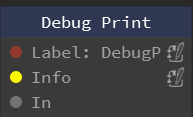 Debug Print
Label: DebugP
Info
In